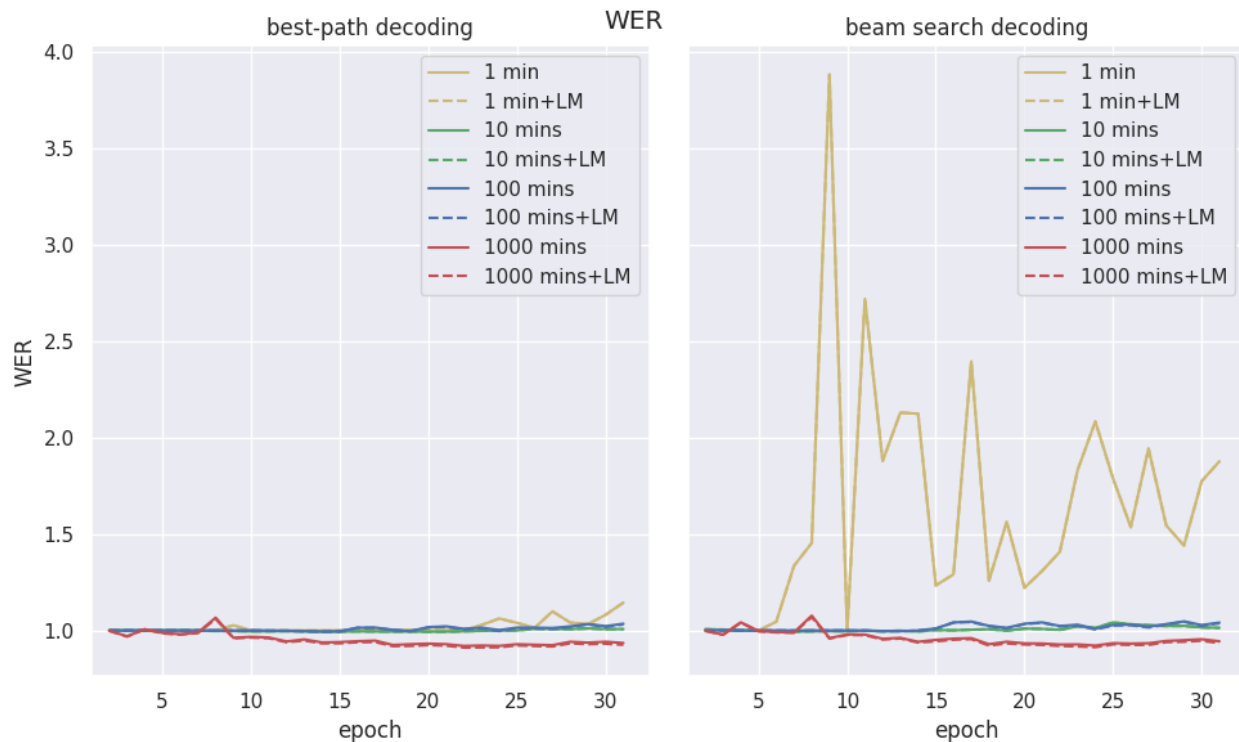 WER
best-path decoding
beam search decoding
WER
4.0
3.5
3.0
2.5
2.0
1.5
1.0
1 min
1 min+LM
10 mins
10 mins+LM
100 mins
100 mins+LM
1000 mins
1000 mins+LM
5 10 15 20 25 30
epoch
1 min
1 min+LM
10 mins
10 mins+LM
100 mins
100 mins+LM
1000 mins
1000 mins+LM
5 10 15 20 25 30
epoch